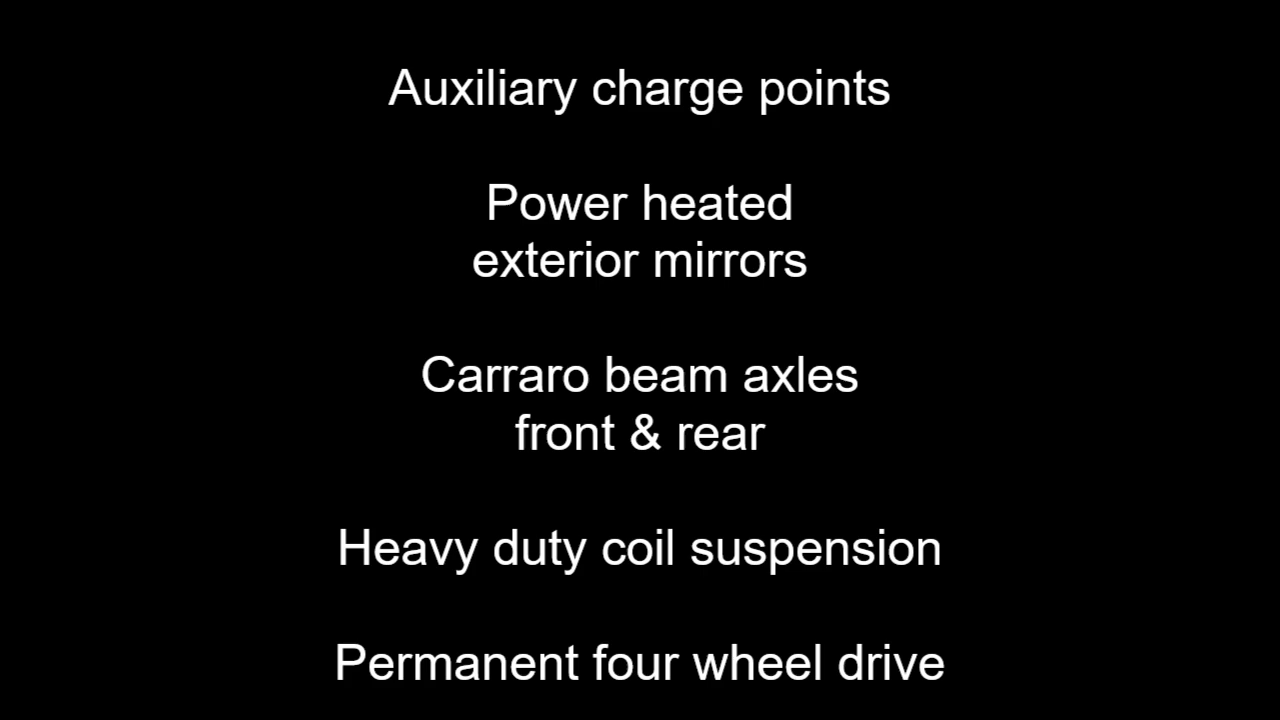 Auxiliary charge points
Power heated
exterior mirrors
Carraro beam axles
front & rear
Heavy duty coil suspension
Permanent four wheel drive